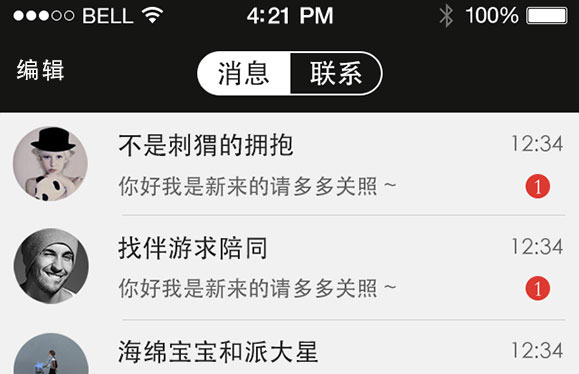 BELL 4:21 PM 100%
编辑 消息 联系
不是刺猬的拥抱 12:34
你好我是新来的请多多关照 ~ 1
找伴游求陪同 12:34
你好我是新来的请多多关照 ~ 1
海绵宝宝和派大星 12:34